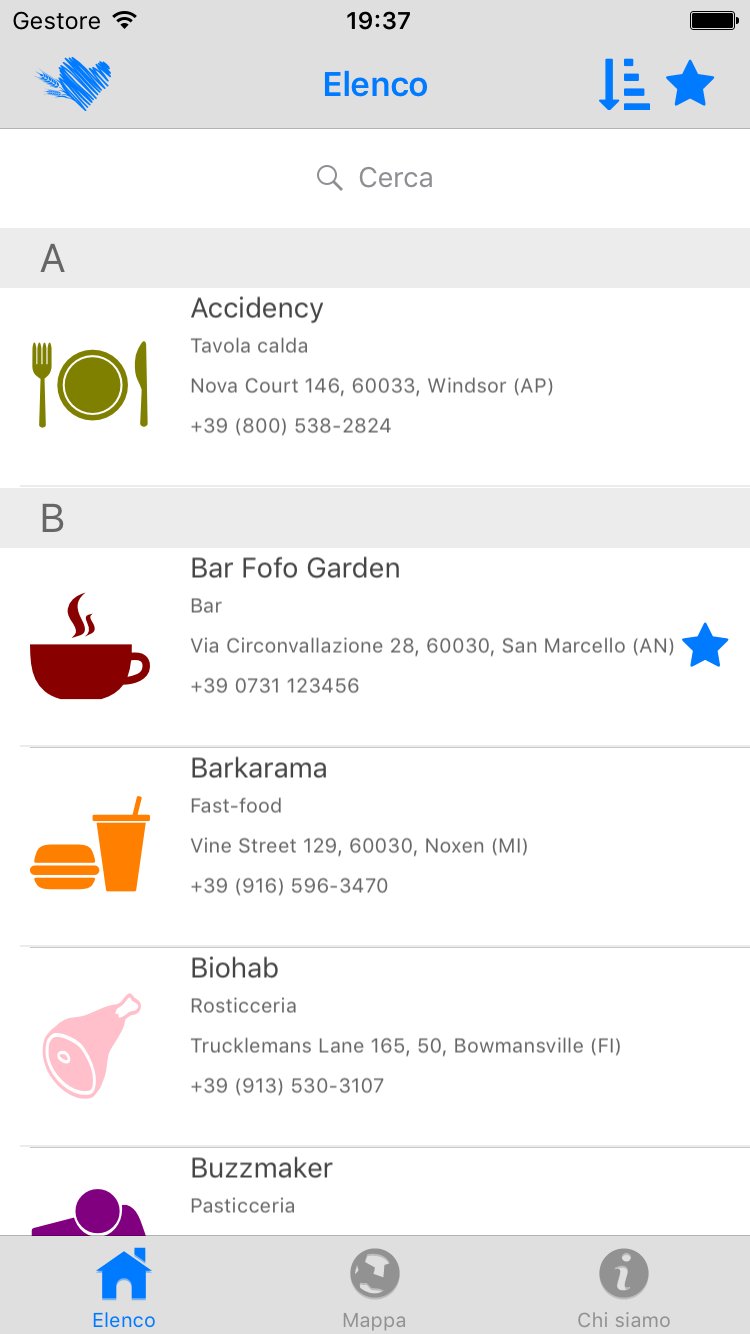 Gestore 19:37
Elenco
Cerca
A
Accidency
Tavola calda
Nova Court 146, 60033, Windsor (AP)
+39 (800) 538-2824
B
Bar Fofo Garden
Bar
Via Circonvallazione 28, 60030, San Marcello (AN)
+39 0731 123456
Barkarama
Fast-food
Vine Street 129, 60030, Noxen (MI)
+39 (916) 596-3470
Biohab
Rosticceria
Trucklemans Lane 165, 50, Bowmansville (FI)
+39 (913) 530-3107
Buzzmaker
Pasticceria
Elenco Mappa Chi siamo